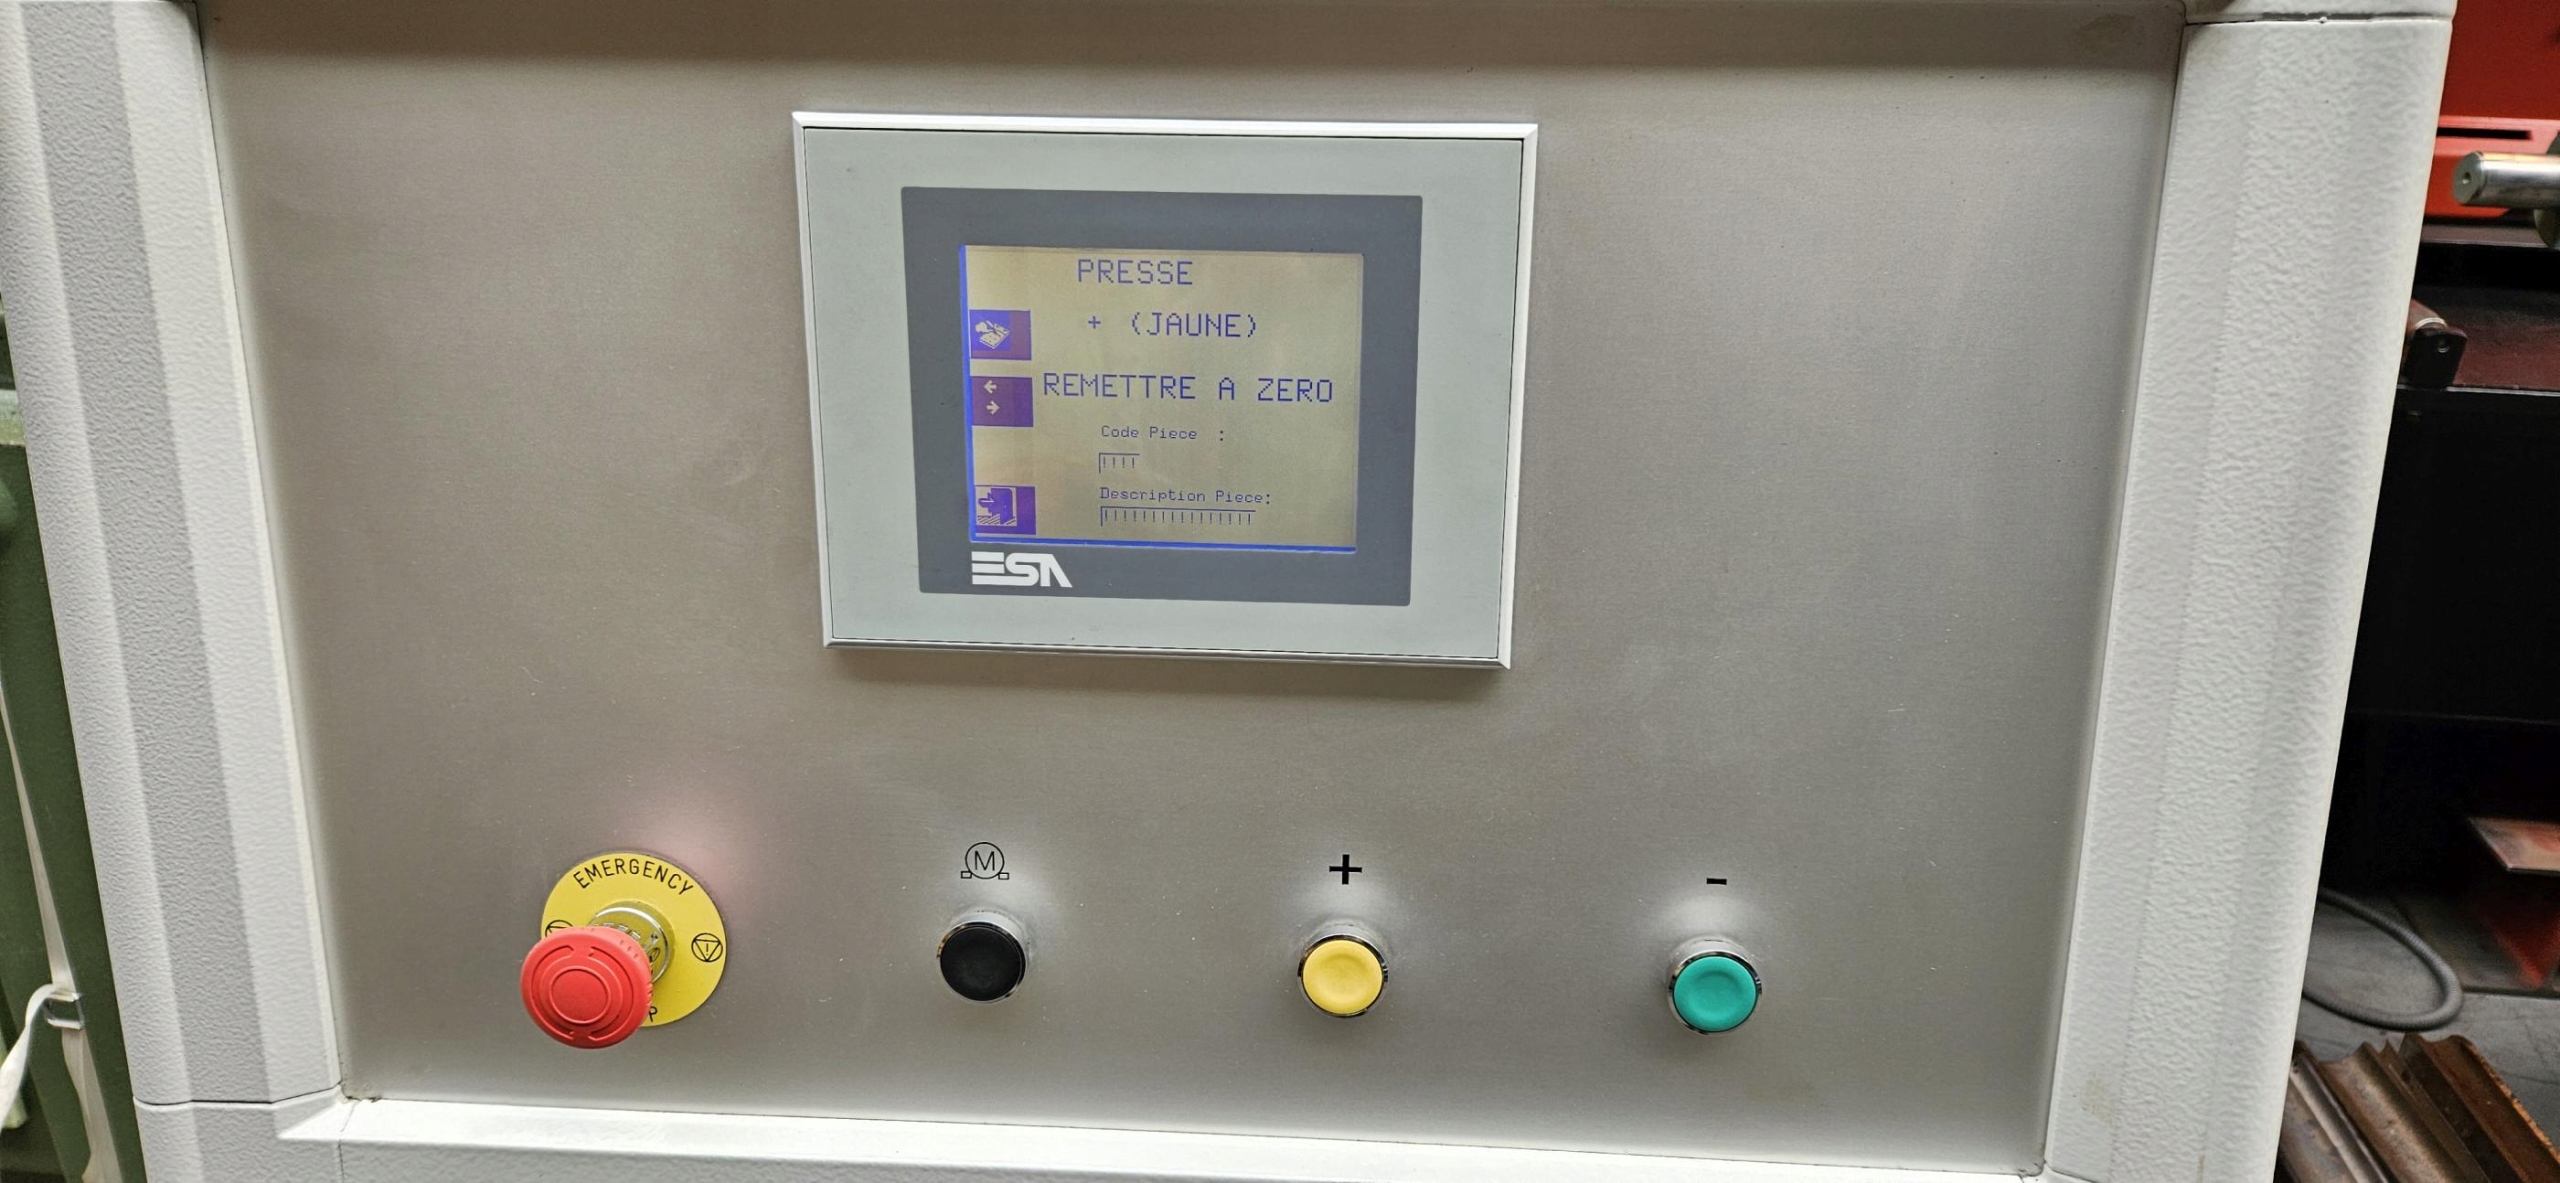 PRESSE
+ (JAUNE)
REMETTRE A ZERO
Code Piece :
!!!!
Description Piece:
!!!!!!!!!!!!!!!!
ESA
EMERGENCY
M
+
-